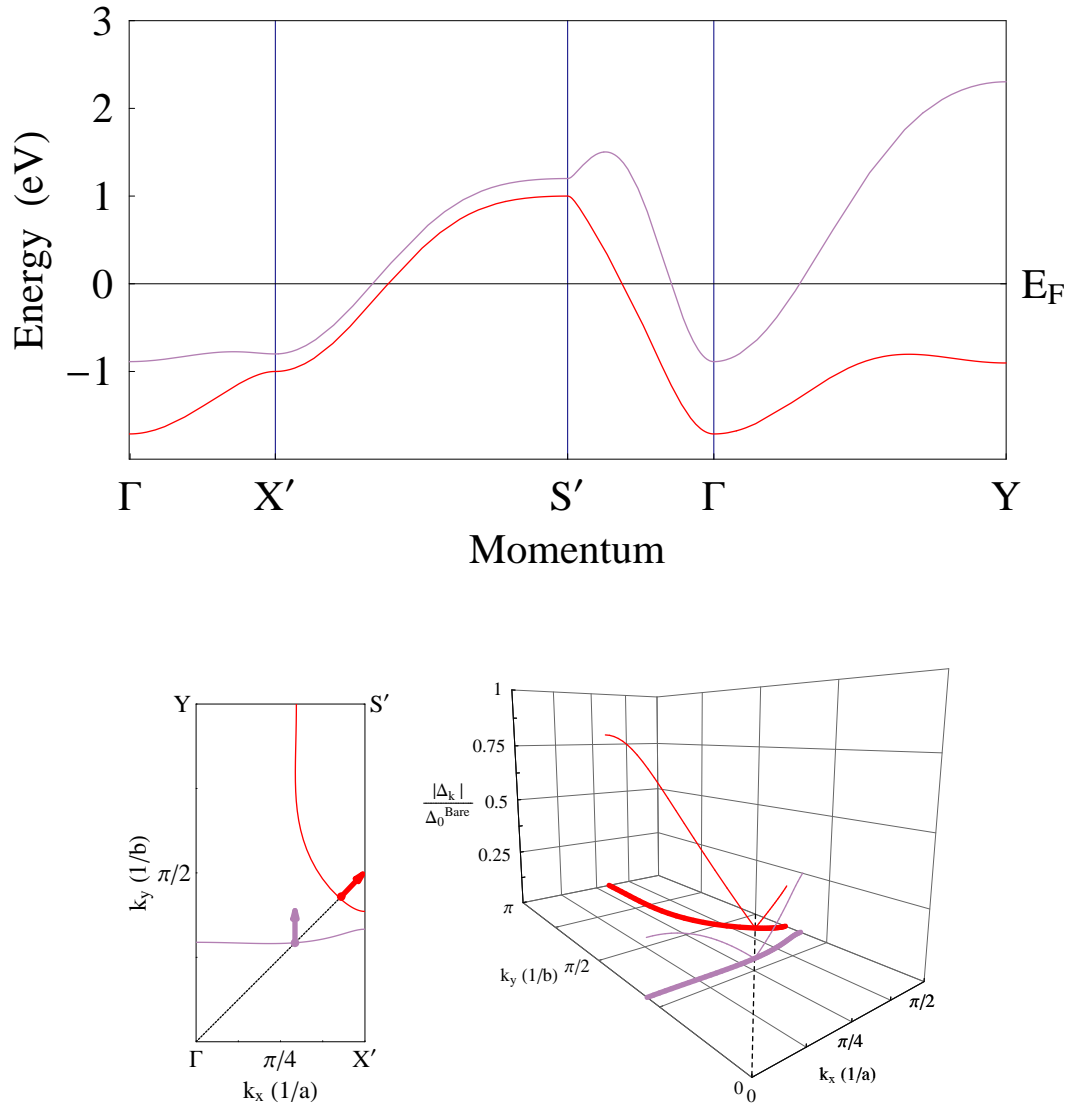 3
2
1
0
−1
Energy (eV)
E_F
Γ X′ S′ Γ Y
Momentum
Y S′
π/2
k_y (1/b)
Γ π/4 X′
k_x (1/a)
1
0.75
0.5
0.25
|Δ_k|
Δ_0^Bare
π
π/2
k_y (1/b)
0 0
π/4
π/2
k_x (1/a)